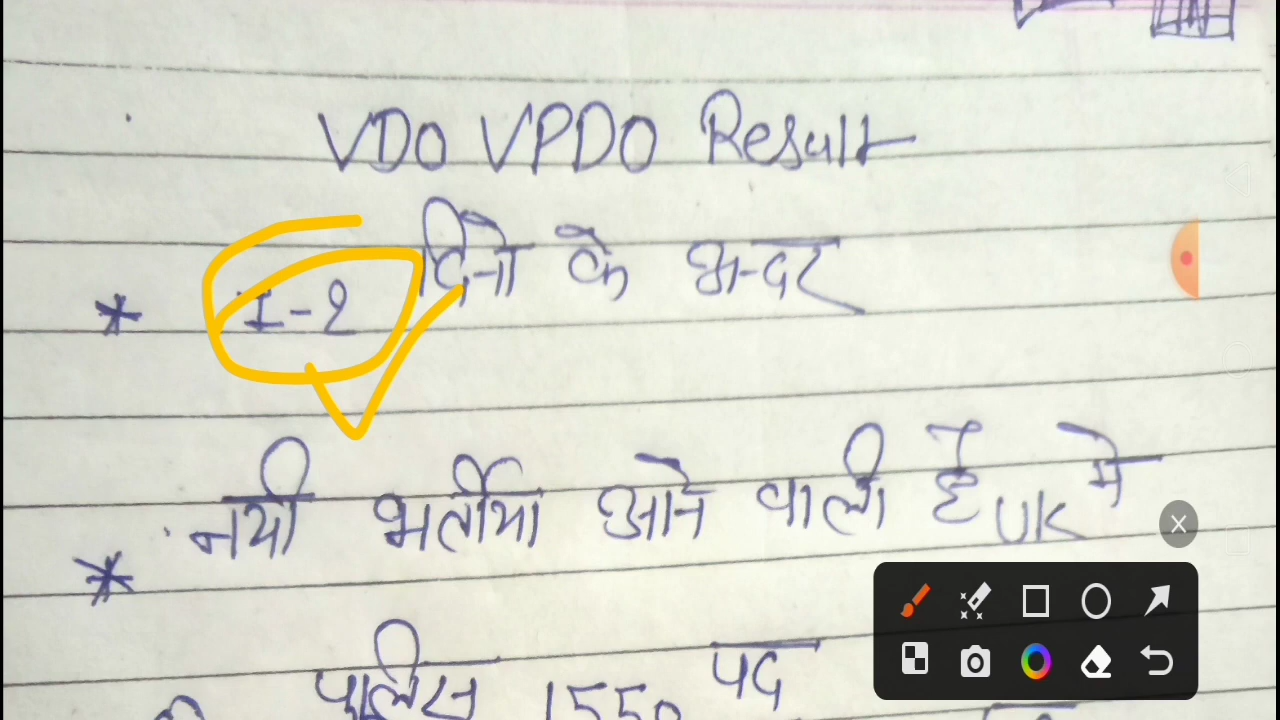 VDO VPDO Result
* 1-2 दिनो के अन्दर
* नयी भर्तीया आने वाली है UK मे
पुलिस 1550 पद